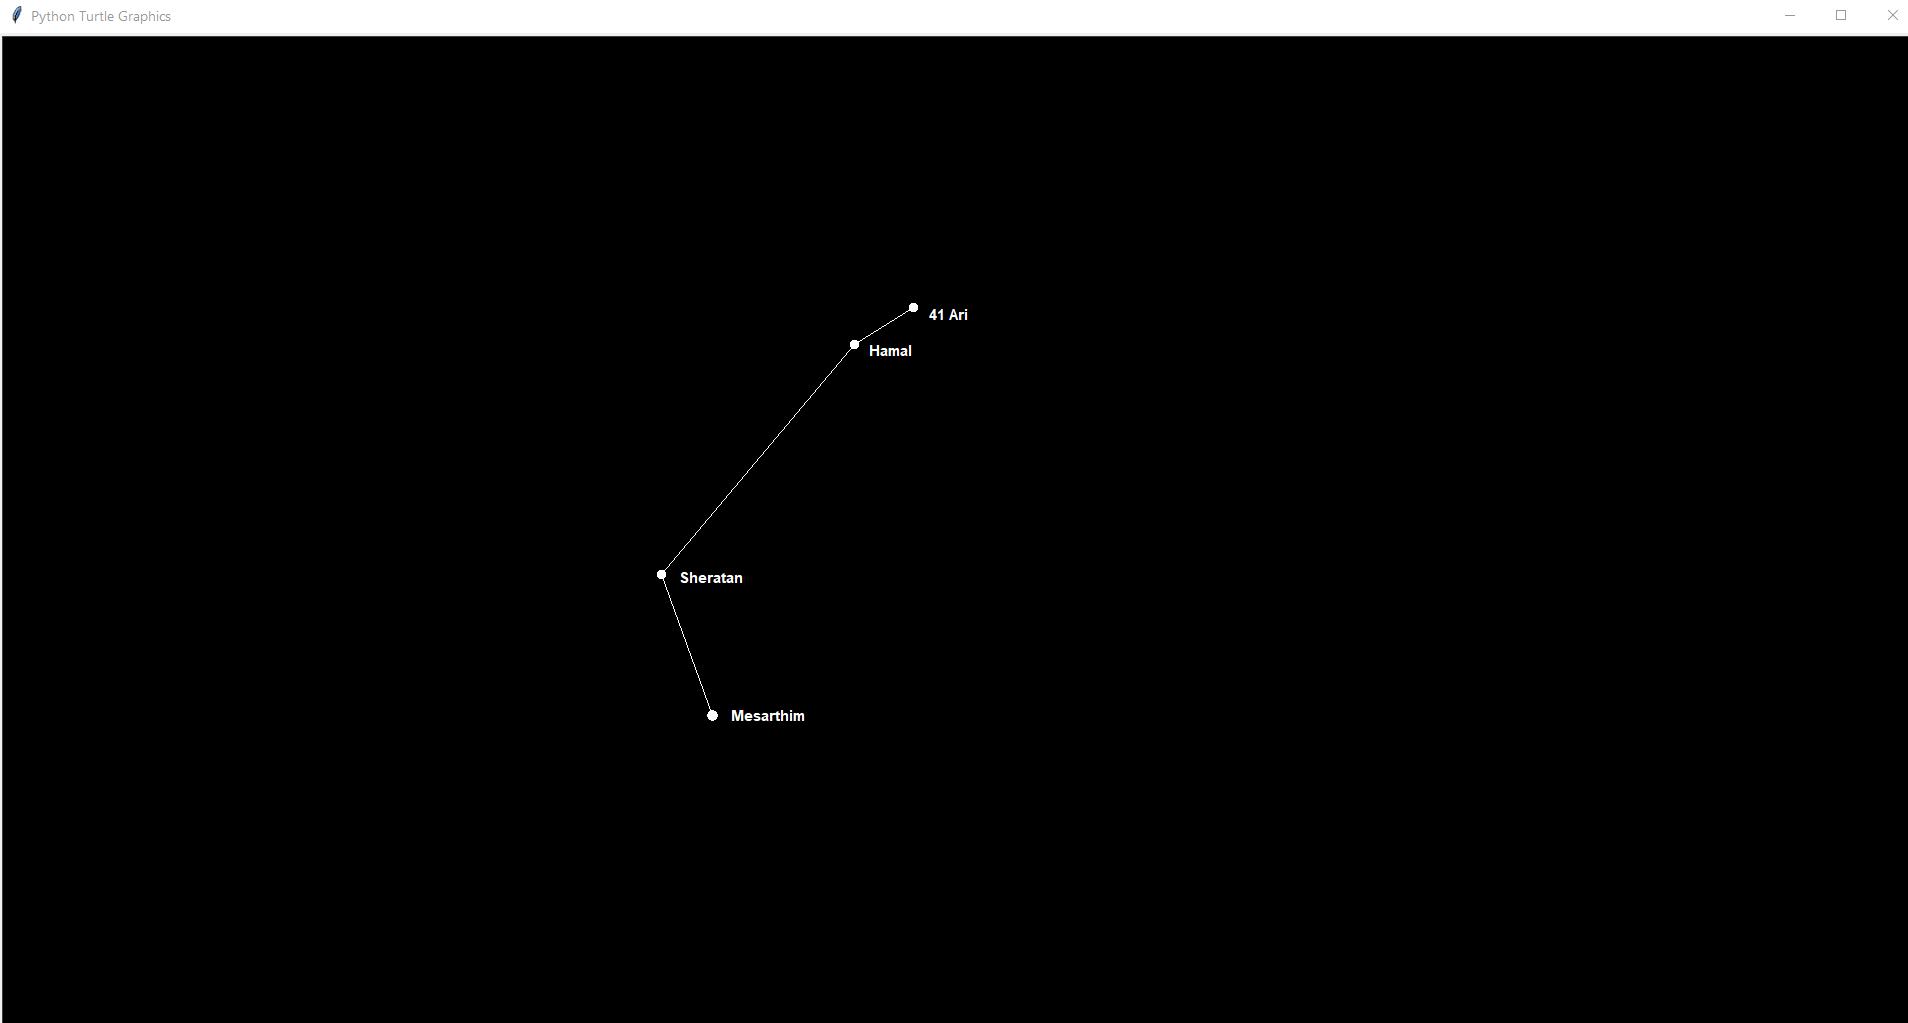 Python Turtle Graphics
41 Ari
Hamal
Sheratan
Mesarthim